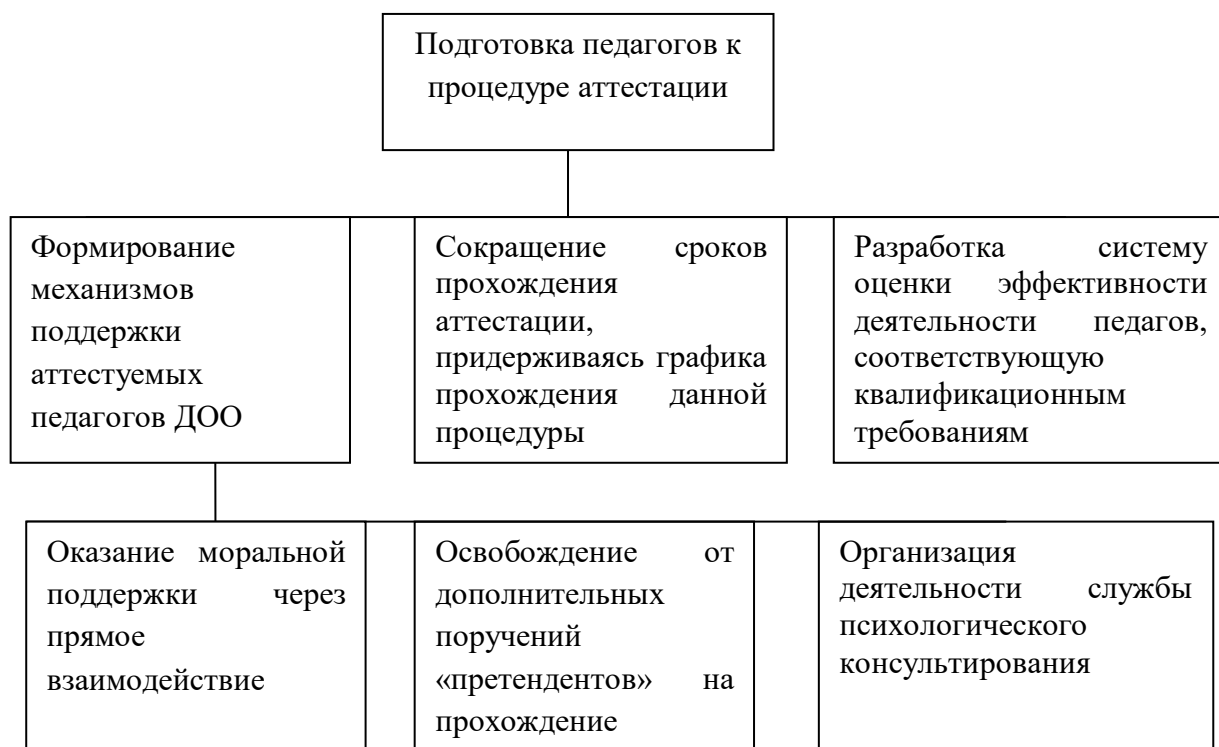 Подготовка педагогов к
процедуре аттестации
Формирование
механизмов
поддержки
аттестуемых
педагогов ДОО
Сокращение сроков
прохождения
аттестации,
придерживаясь графика
прохождения данной
процедуры
Разработка систему
оценки эффективности
деятельности педагов,
соответствующую
квалификационным
требованиям
Оказание моральной
поддержки через
прямое
взаимодействие
Освобождение от
дополнительных
поручений
«претендентов» на
прохождение
Организация
деятельности службы
психологического
консультирования